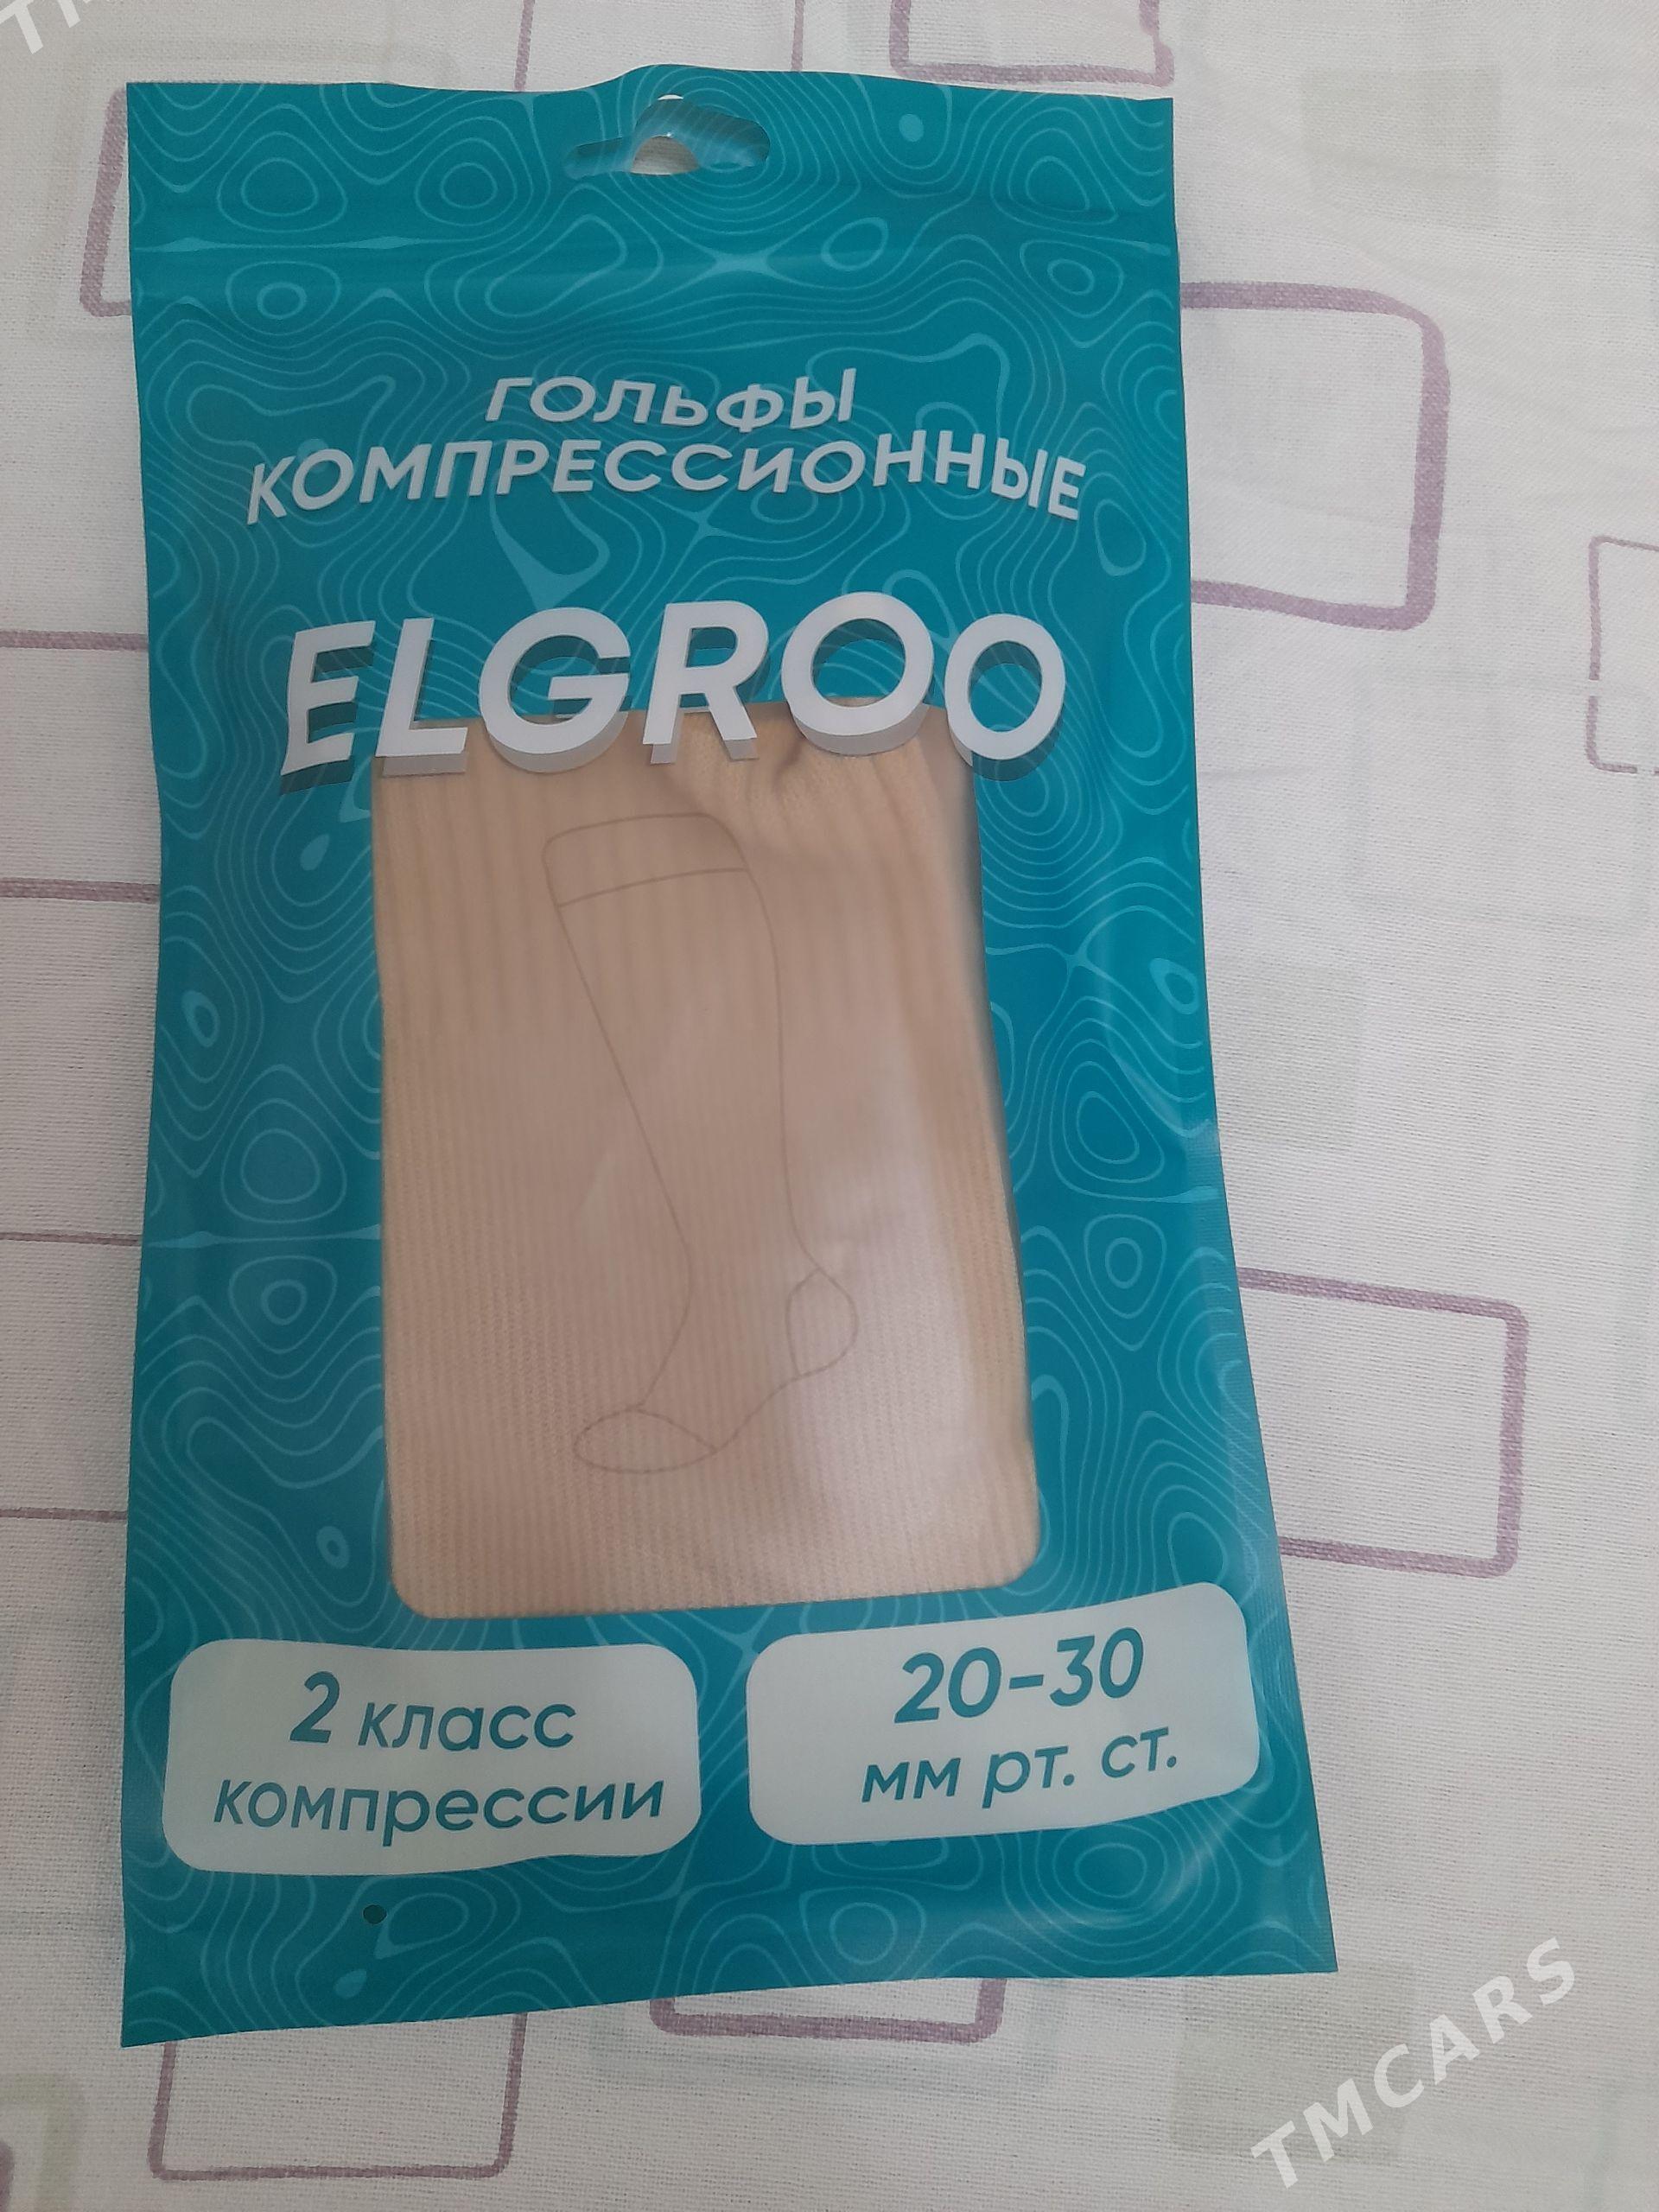 ГОЛЬФЫ
КОМПРЕССИОННЫЕ
ELGROO
2 класс
компрессии
20-30
мм рт. ст.
TMCARS